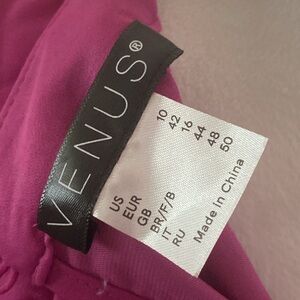 VENUS®
US 10
EUR 42
GB 16
BR/F/B 44
IT 48
RU 50
Made in China